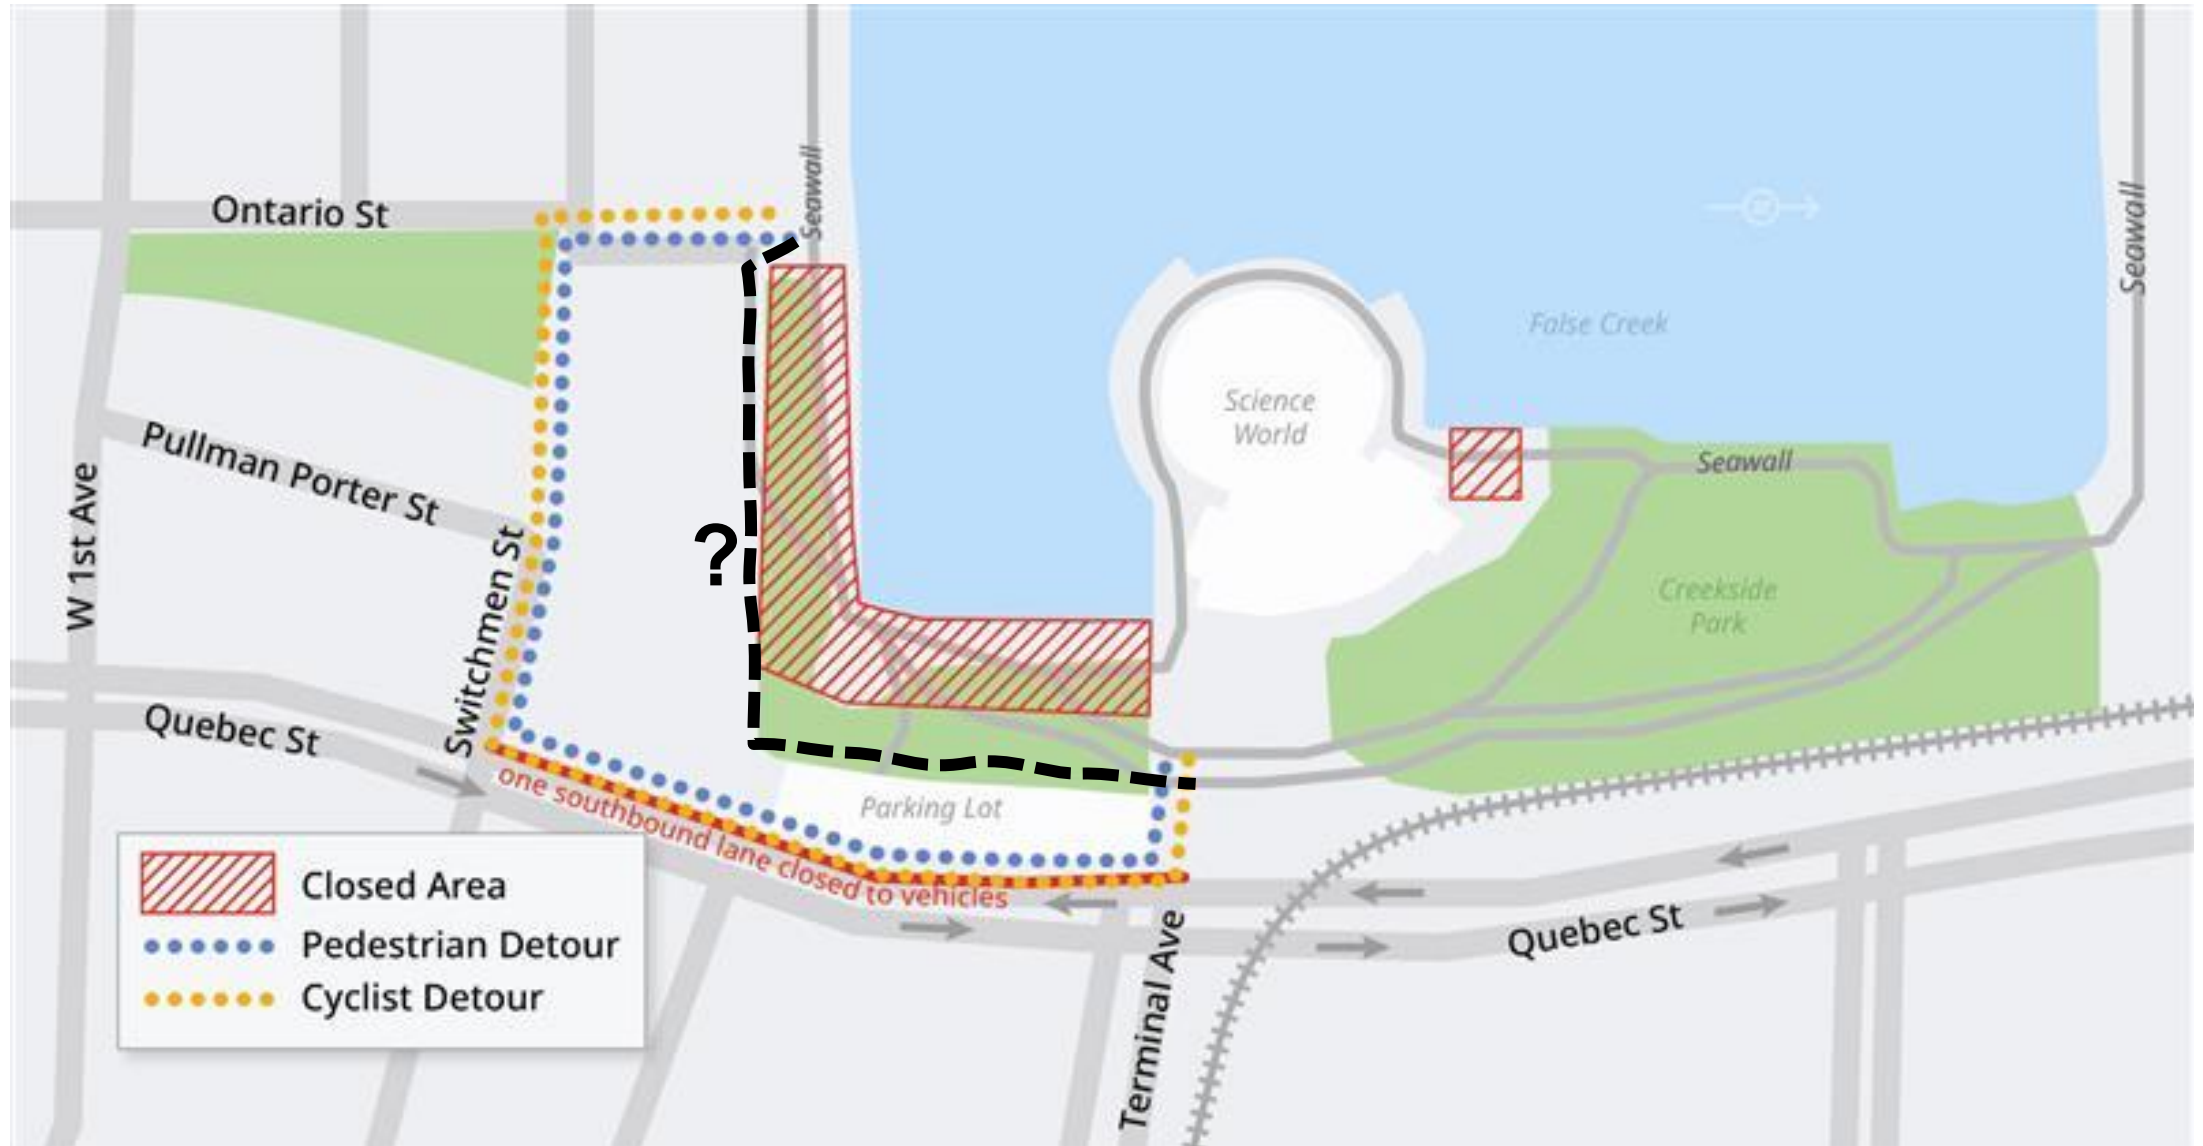 Seawall
Ontario St
Seawall
False Creek
Science
World
Pullman Porter St
Seawall
W 1st Ave
?
Switchmen St
Creekside
Park
Quebec St
one southbound lane closed to vehicles
Parking Lot
Closed Area
Pedestrian Detour
Cyclist Detour
Quebec St
Terminal Ave